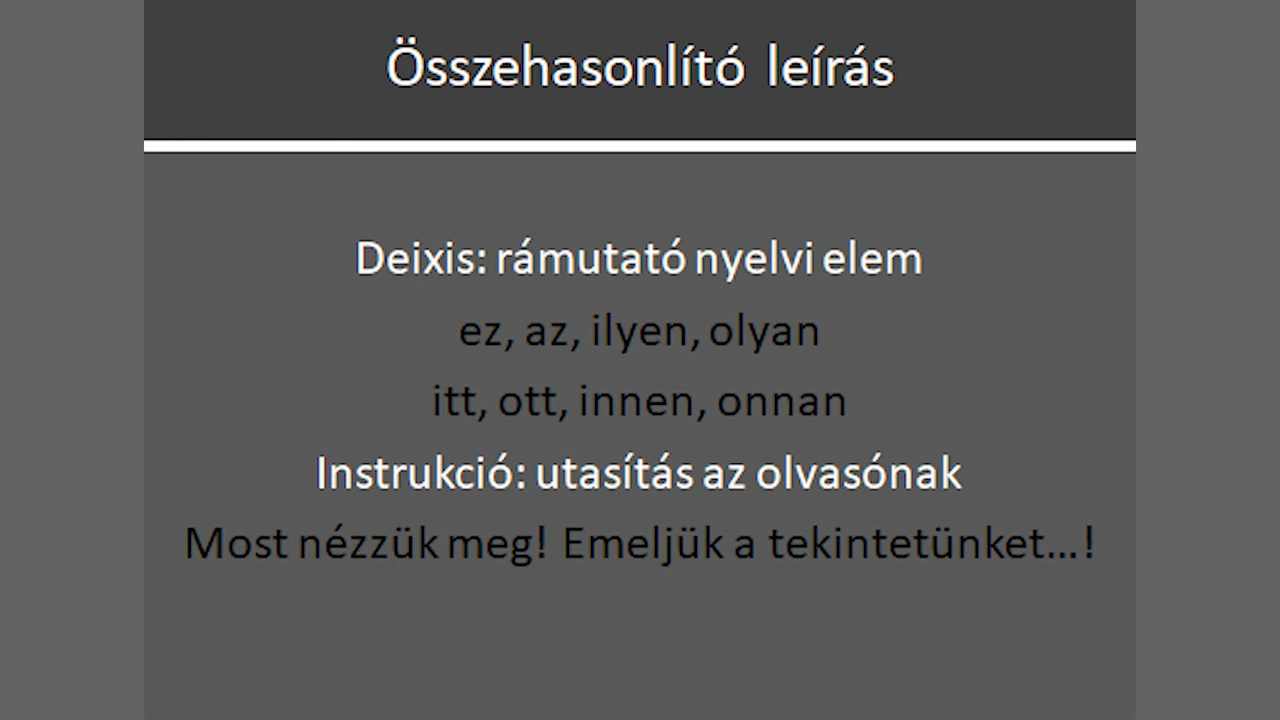 Összehasonlító leírás
Deixis: rámutató nyelvi elem
ez, az, ilyen, olyan
itt, ott, innen, onnan
Instrukció: utasítás az olvasónak
Most nézzük meg! Emeljük a tekintetünket...!